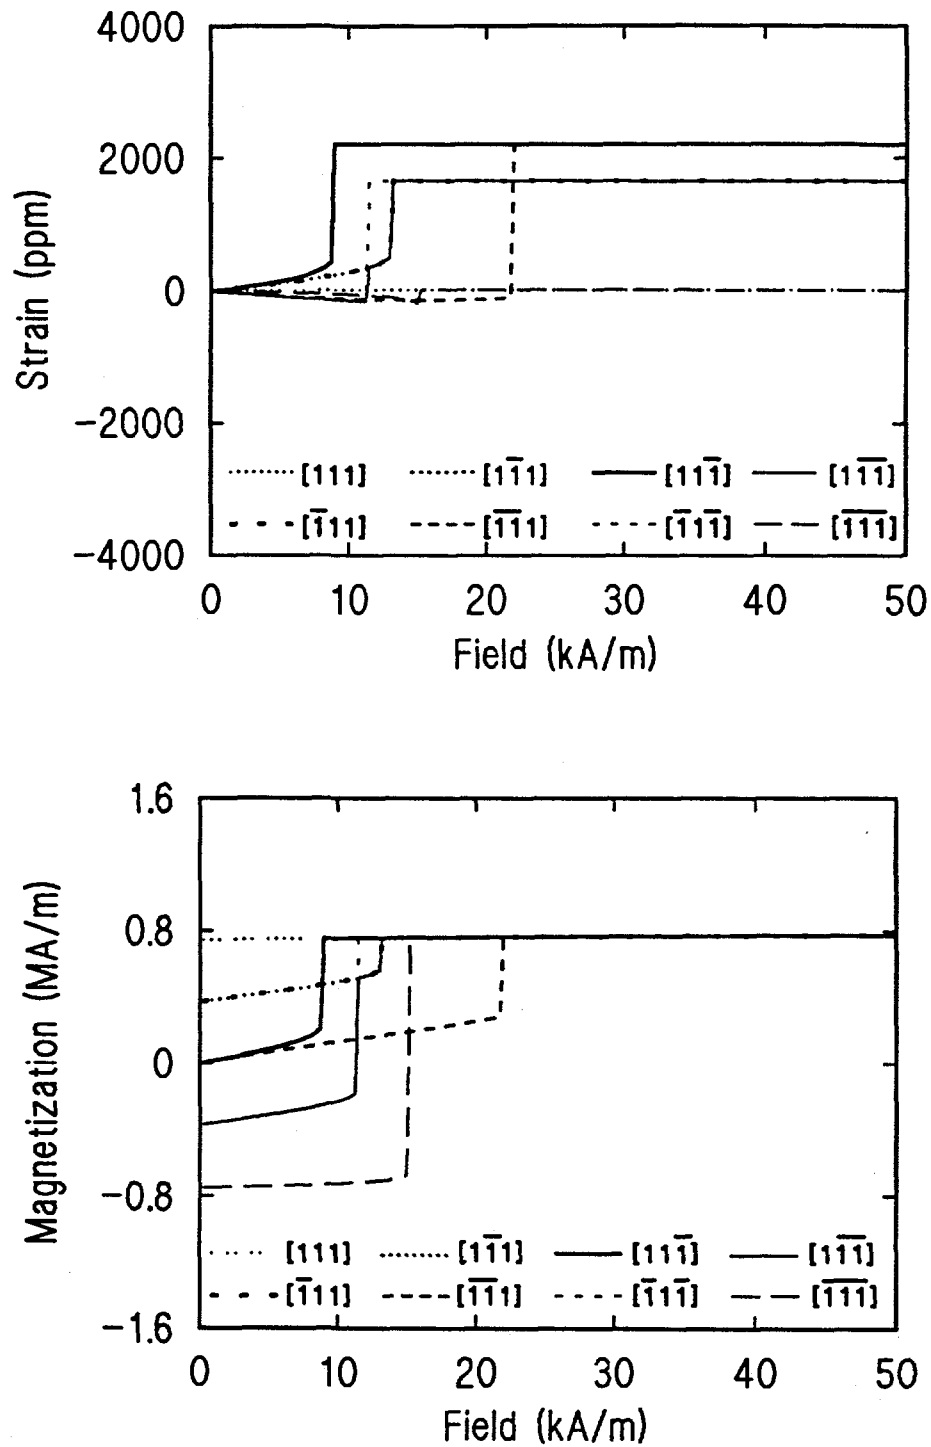 4000
2000
0
−2000
−4000
Strain (ppm)
[111] [11̅1] [111̅] [11̅1̅]
[1̅11] [1̅1̅1] [1̅11̅] [1̅1̅1̅]
0 10 20 30 40 50
Field (kA/m)
1.6
0.8
0
−0.8
−1.6
Magnetization (MA/m)
[111] [11̅1] [111̅] [11̅1̅]
[1̅11] [1̅1̅1] [1̅11̅] [1̅1̅1̅]
0 10 20 30 40 50
Field (kA/m)